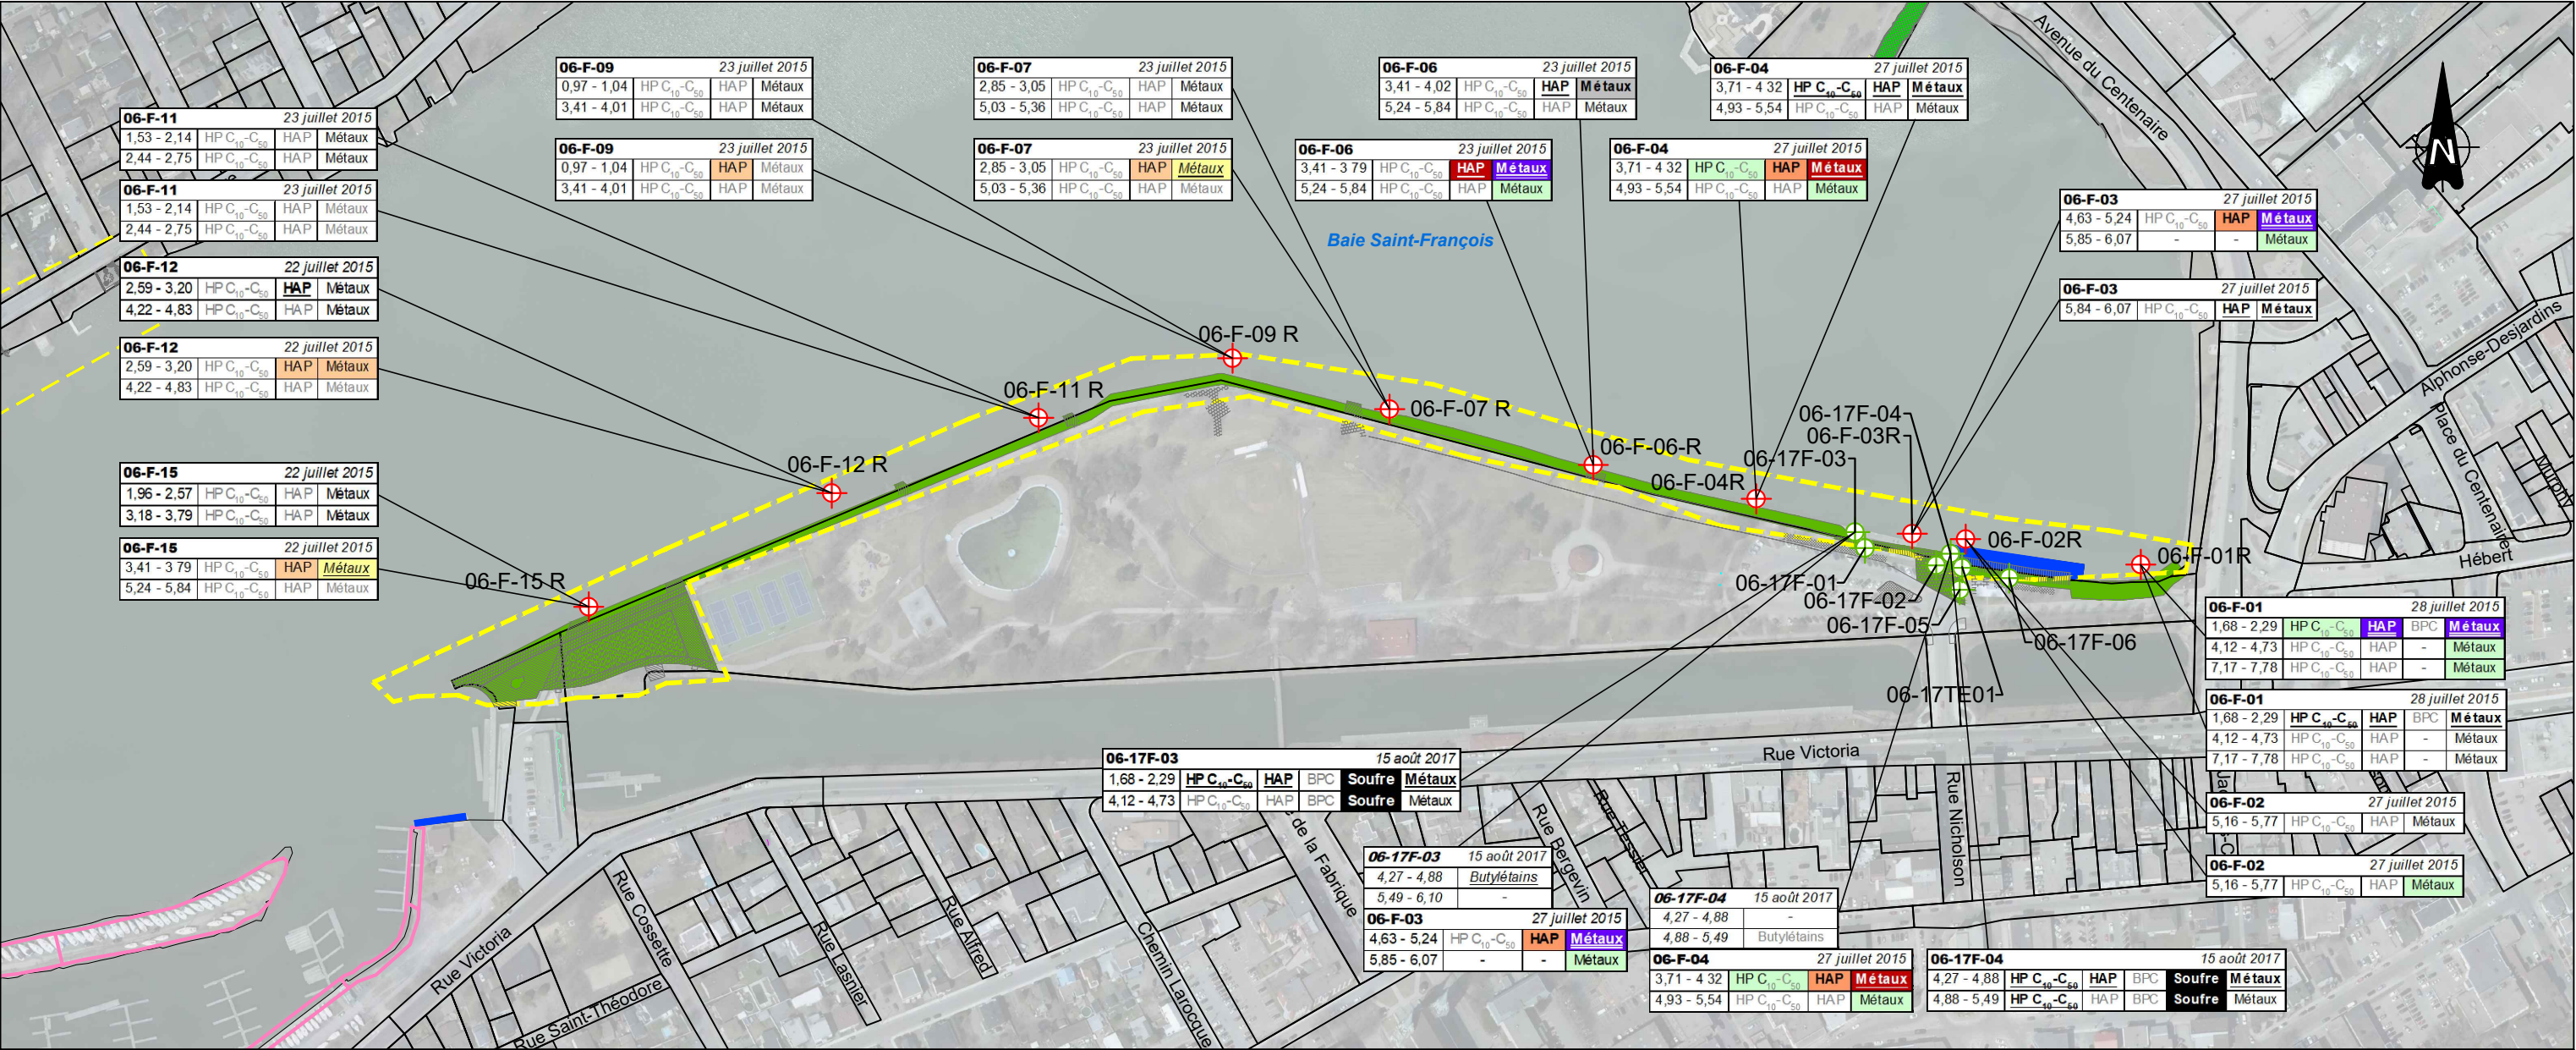 Avenue du Centenaire
06-F-09 23 juillet 2015
0,97 - 1,04 HP C10-C50 HAP Métaux
3,41 - 4,01 HP C10-C50 HAP Métaux
06-F-07 23 juillet 2015
2,85 - 3,05 HP C10-C50 HAP Métaux
5,03 - 5,36 HP C10-C50 HAP Métaux
06-F-06 23 juillet 2015
3,41 - 4,02 HP C10-C50 HAP Métaux
5,24 - 5,84 HP C10-C50 HAP Métaux
06-F-04 27 juillet 2015
3,71 - 4 32 HP C10-C50 HAP Métaux
4,93 - 5,54 HP C10-C50 HAP Métaux
06-F-11 23 juillet 2015
1,53 - 2,14 HP C10-C50 HAP Métaux
2,44 - 2,75 HP C10-C50 HAP Métaux
06-F-09 23 juillet 2015
0,97 - 1,04 HP C10-C50 HAP Métaux
3,41 - 4,01 HP C10-C50 HAP Métaux
06-F-07 23 juillet 2015
2,85 - 3,05 HP C10-C50 HAP Métaux
5,03 - 5,36 HP C10-C50 HAP Métaux
06-F-06 23 juillet 2015
3,41 - 3 79 HP C10-C50 HAP Métaux
5,24 - 5,84 HP C10-C50 HAP Métaux
06-F-04 27 juillet 2015
3,71 - 4 32 HP C10-C50 HAP Métaux
4,93 - 5,54 HP C10-C50 HAP Métaux
N
06-F-11 23 juillet 2015
1,53 - 2,14 HP C10-C50 HAP Métaux
2,44 - 2,75 HP C10-C50 HAP Métaux
06-F-03 27 juillet 2015
4,63 - 5,24 HP C10-C50 HAP Métaux
5,85 - 6,07 - - Métaux
Baie Saint-François
06-F-12 22 juillet 2015
2,59 - 3,20 HP C10-C50 HAP Métaux
4,22 - 4,83 HP C10-C50 HAP Métaux
06-F-03 27 juillet 2015
5,84 - 6,07 HP C10-C50 HAP Métaux
06-F-12 22 juillet 2015
2,59 - 3,20 HP C10-C50 HAP Métaux
4,22 - 4,83 HP C10-C50 HAP Métaux
Alphonse-Desjardins
Place du Centenaire
Murphy
Hébert
06-F-09 R
06-F-11 R
06-F-07 R
06-F-12 R
06-F-06-R
06-F-04R
06-17F-04
06-F-03R
06-17F-03
06-F-15 22 juillet 2015
1,96 - 2,57 HP C10-C50 HAP Métaux
3,18 - 3,79 HP C10-C50 HAP Métaux
06-F-15 22 juillet 2015
3,41 - 3 79 HP C10-C50 HAP Métaux
5,24 - 5,84 HP C10-C50 HAP Métaux
06-F-15 R
06-F-02R
06-F-01R
06-17F-01
06-17F-02
06-17F-05
06-17F-06
06-17TE01
06-F-01 28 juillet 2015
1,68 - 2,29 HP C10-C50 HAP BPC Métaux
4,12 - 4,73 HP C10-C50 HAP - Métaux
7,17 - 7,78 HP C10-C50 HAP - Métaux
06-F-01 28 juillet 2015
1,68 - 2,29 HP C10-C50 HAP BPC Métaux
4,12 - 4,73 HP C10-C50 HAP - Métaux
7,17 - 7,78 HP C10-C50 HAP - Métaux
06-F-02 27 juillet 2015
5,16 - 5,77 HP C10-C50 HAP Métaux
06-F-02 27 juillet 2015
5,16 - 5,77 HP C10-C50 HAP Métaux
06-17F-03 15 août 2017
1,68 - 2,29 HP C10-C50 HAP BPC Soufre Métaux
4,12 - 4,73 HP C10-C50 HAP BPC Soufre Métaux
Rue Victoria
Rue Nicholson
Rue Tessier
Rue Bergevin
de la Fabrique
Chemin Larocque
Rue Alfred
Rue Lasnier
Rue Cossette
Rue Victoria
Rue Saint-Théodore
06-17F-03 15 août 2017
4,27 - 4,88 Butylétains
5,49 - 6,10 -
06-F-03 27 juillet 2015
4,63 - 5,24 HP C10-C50 HAP Métaux
5,85 - 6,07 - - Métaux
06-17F-04 15 août 2017
4,27 - 4,88 -
4,88 - 5,49 Butylétains
06-F-04 27 juillet 2015
3,71 - 4 32 HP C10-C50 HAP Métaux
4,93 - 5,54 HP C10-C50 HAP Métaux
06-17F-04 15 août 2017
4,27 - 4,88 HP C10-C50 HAP BPC Soufre Métaux
4,88 - 5,49 HP C10-C50 HAP BPC Soufre Métaux